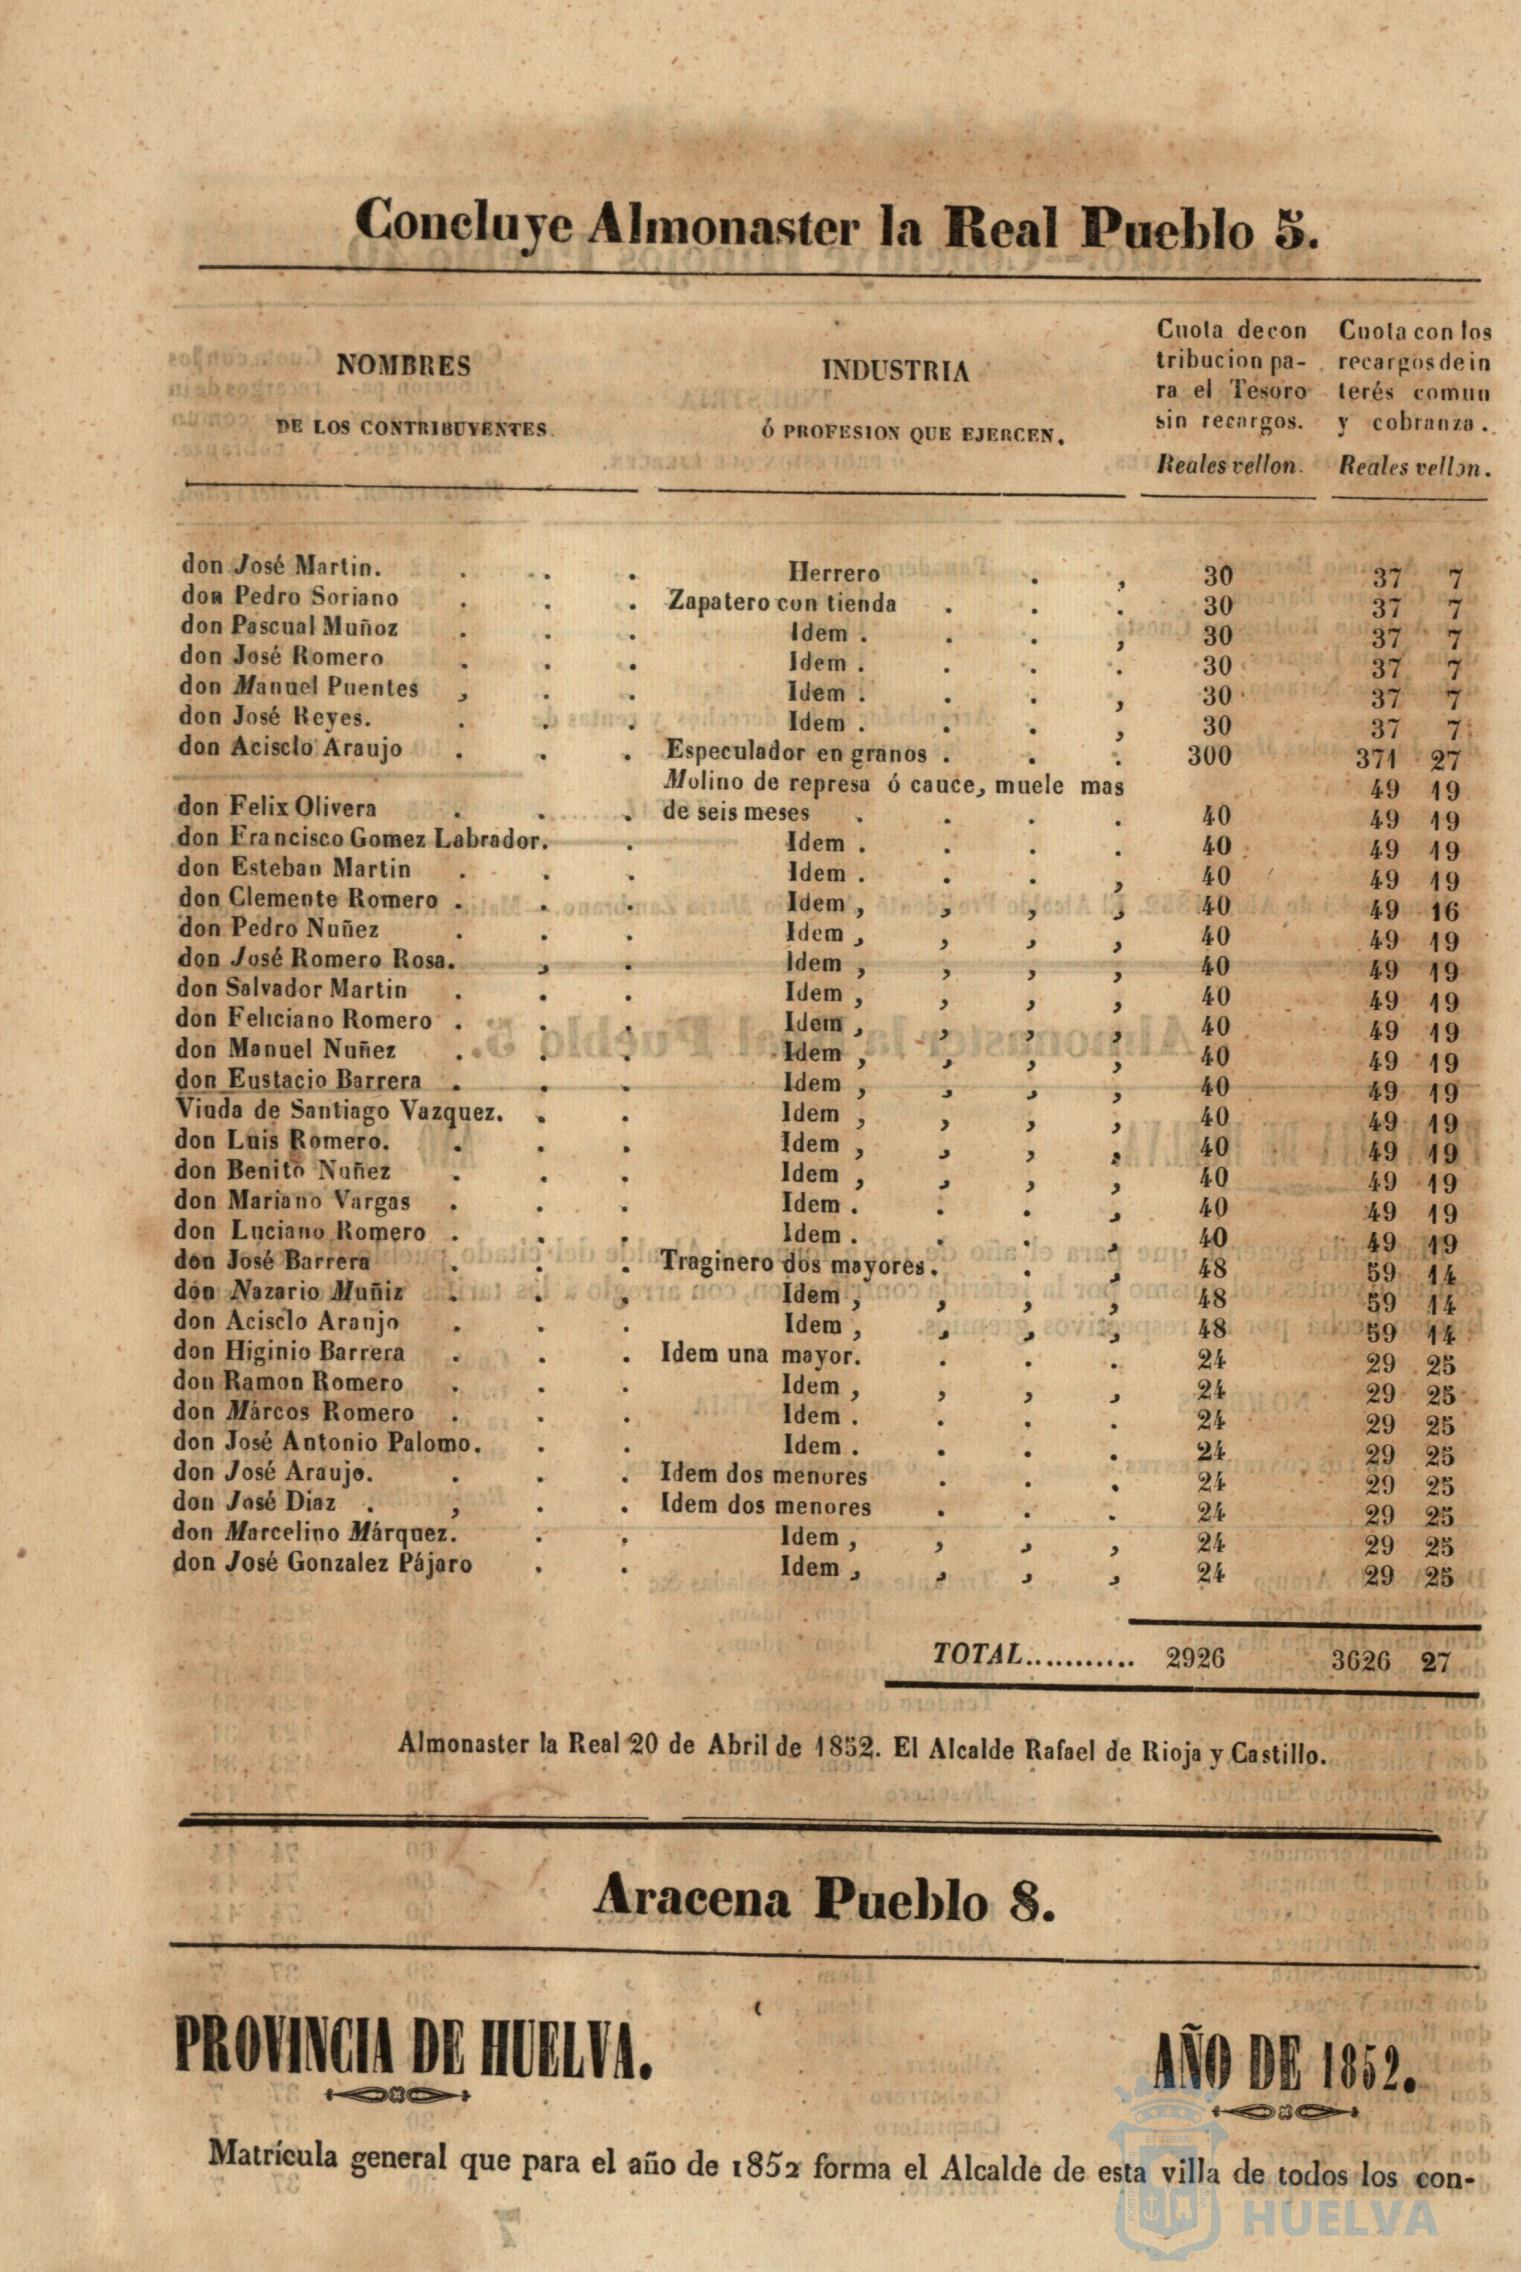 Concluye Almonaster la Real Pueblo 5.
NOMBRES
DE LOS CONTRIBUYENTES.
INDUSTRIA
Ó PROFESION QUE EJERCEN.
Cuota decon
tribucion pa-
ra el Tesoro
sin recargos.
Reales vellon.
Cuota con los
recargos de in
terés comun
y cobranza.
Reales vellon.
don José Martin. . . . Herrero . , 30 37 7
don Pedro Soriano . . . Zapatero con tienda . . . 30 37 7
don Pascual Muñoz . . . Idem . . . , 30 37 7
don José Romero . . . Idem . . . . 30 37 7
don Manuel Puentes , . . Idem . . . , 30 37 7
don José Reyes. . . . Idem . . . , 30 37 7
don Acisclo Araujo . . . Especulador en granos . . . 300 371 27
Molino de represa ó cauce, muele mas 49 19
don Felix Olivera . . . de seis meses . . . . 40 49 19
don Francisco Gomez Labrador. . Idem . . . . 40 49 19
don Esteban Martin . . . Idem . . . , 40 49 19
don Clemente Romero . . . Idem , , , , 40 49 16
don Pedro Nuñez . . . Idem , , , , 40 49 19
don José Romero Rosa. , . Idem , , , , 40 49 19
don Salvador Martin . . . Idem , , , , 40 49 19
don Feliciano Romero . . . Idem , , , , 40 49 19
don Manuel Nuñez . . . Idem , , , , 40 49 19
don Eustacio Barrera . . . Idem , , , , 40 49 19
Viuda de Santiago Vazquez. . . Idem , , , , 40 49 19
don Luis Romero. . . . Idem , , , , 40 49 19
don Benito Nuñez . . . Idem , , , , 40 49 19
don Mariano Vargas . . . Idem . . . , 40 49 19
don Luciano Romero . . . Idem . . . , 40 49 19
don José Barrera . . . Traginero dos mayores. . , 48 59 14
don Nazario Muñiz . . . Idem , , , , 48 59 14
don Acisclo Aranjo . . . Idem , , , , 48 59 14
don Higinio Barrera . . . Idem una mayor. . . . 24 29 25
don Ramon Romero . . . Idem , , , , 24 29 25
don Márcos Romero . . . Idem . . . . 24 29 25
don José Antonio Palomo. . . Idem . . . . 24 29 25
don José Araujo. . . . Idem dos menores . . . 24 29 25
don José Diaz . , . . Idem dos menores . . . 24 29 25
don Marcelino Márquez. . , Idem , , , , 24 29 25
don José Gonzalez Pájaro . . Idem , , , , 24 29 25
TOTAL........... 2926 3626 27
Almonaster la Real 20 de Abril de 1852. El Alcalde Rafael de Rioja y Castillo.
Aracena Pueblo 8.
PROVINCIA DE HUELVA. AÑO DE 1852.
Matrícula general que para el año de 1852 forma el Alcalde de esta villa de todos los con-
HUELVA